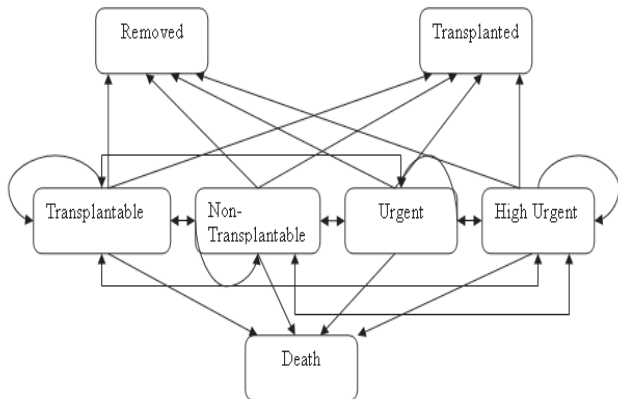 Removed
Transplanted
Transplantable
Non-
Transplantable
Urgent
High Urgent
Death